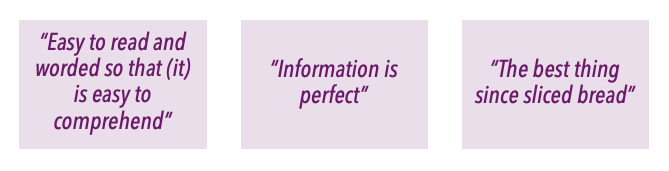 “Easy to read and
worded so that (it)
is easy to
comprehend”
“Information is
perfect”
“The best thing
since sliced bread”